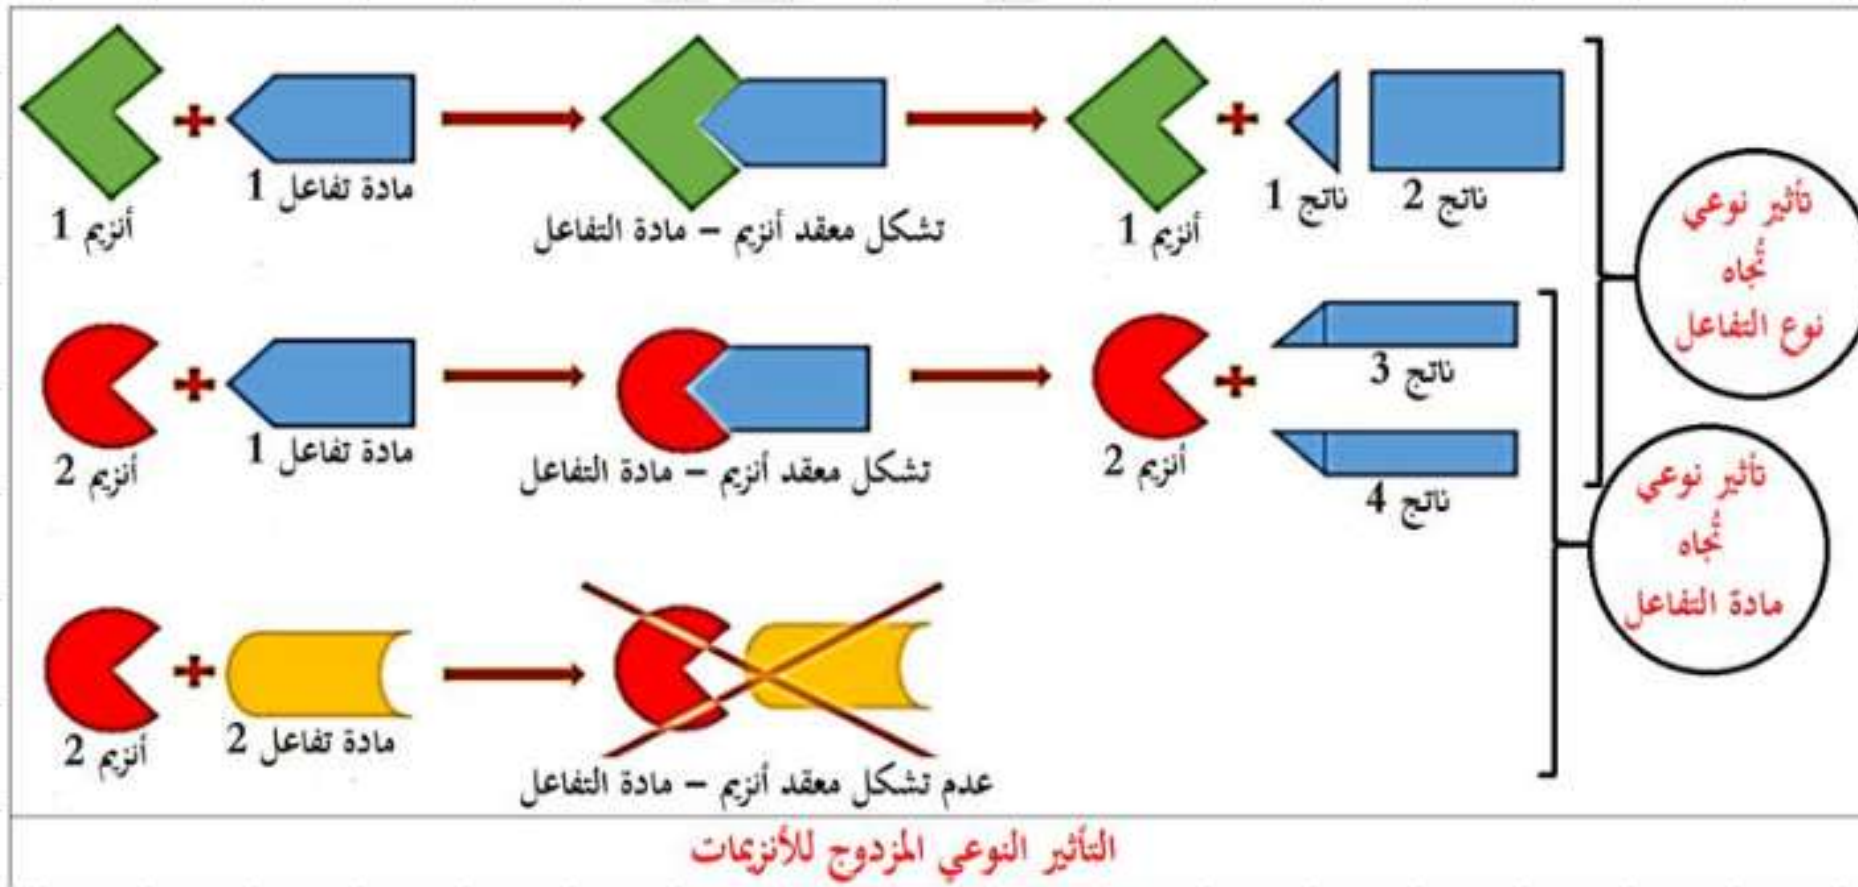 أنزيم 1
مادة تفاعل 1
تشكل معقد أنزيم – مادة التفاعل
أنزيم 1
ناتج 1
ناتج 2
تأثير نوعي
تُجاه
نوع التفاعل
أنزيم 2
مادة تفاعل 1
تشكل معقد أنزيم – مادة التفاعل
أنزيم 2
ناتج 3
ناتج 4
تأثير نوعي
تُجاه
مادة التفاعل
أنزيم 2
مادة تفاعل 2
عدم تشكل معقد أنزيم – مادة التفاعل
التأثير النوعي المزدوج للأنزيمات